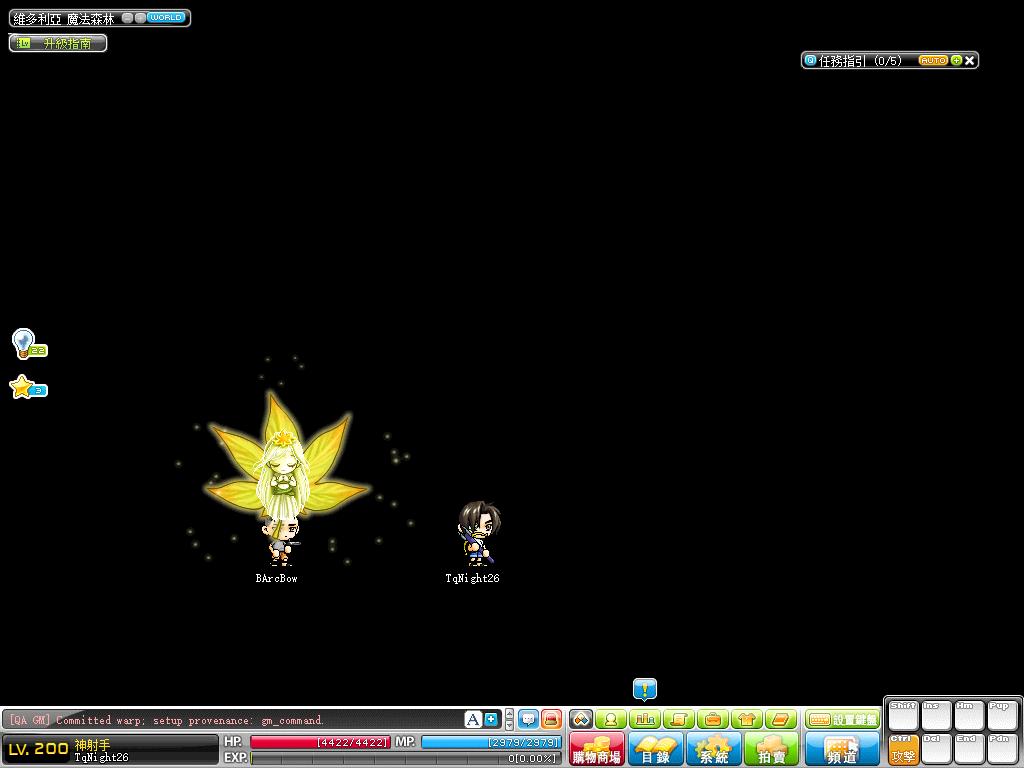 維多利亞 魔法森林 WORLD
Lv 升級指南
Q 任務指引 (0/5) AUTO
22
3
BArcBow
TqNight26
[QA GM] Committed warp; setup provenance: gm_command.
A
設置鍵盤
LV. 200 神射手
TqNight26
HP. [4422/4422] MP. [2979/2979]
EXP. 0[0.00%]
購物商場 目錄 系統 拍賣 頻道
Shift Ins Hm Pup
Ctrl Del End Pdn
攻擊